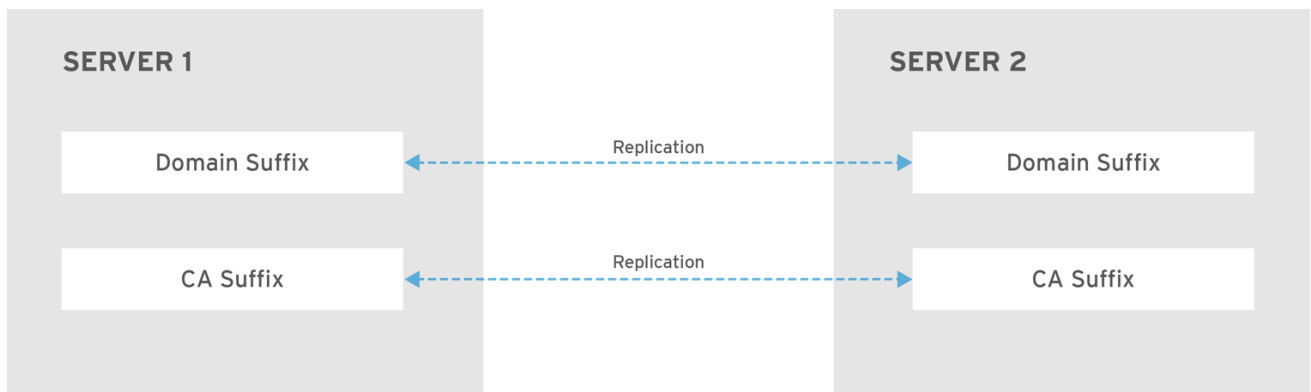 SERVER 1
SERVER 2
Domain Suffix
Replication
Domain Suffix
CA Suffix
Replication
CA Suffix